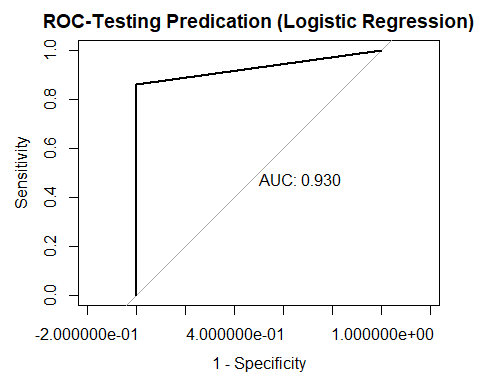 ROC-Testing Predication (Logistic Regression)
1.0
0.8
0.6
0.4
0.2
0.0
Sensitivity
AUC: 0.930
-2.000000e-01 4.000000e-01 1.000000e+00
1 - Specificity